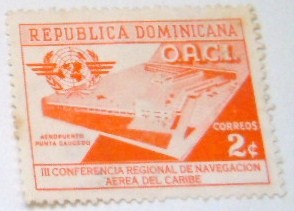 REPUBLICA DOMINICANA
O.A.C.I.
AEROPUERTO
PUNTA CAUCEDO
CORREOS
2¢
III CONFERENCIA REGIONAL DE NAVEGACION
AEREA DEL CARIBE